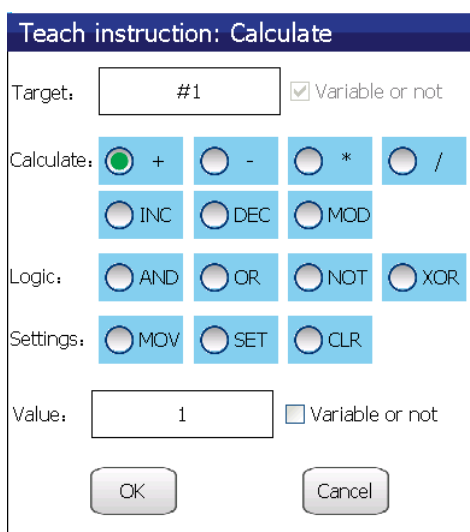 Teach instruction: Calculate
Target: #1 Variable or not
Calculate: + - * /
INC DEC MOD
Logic: AND OR NOT XOR
Settings: MOV SET CLR
Value: 1 Variable or not
OK Cancel